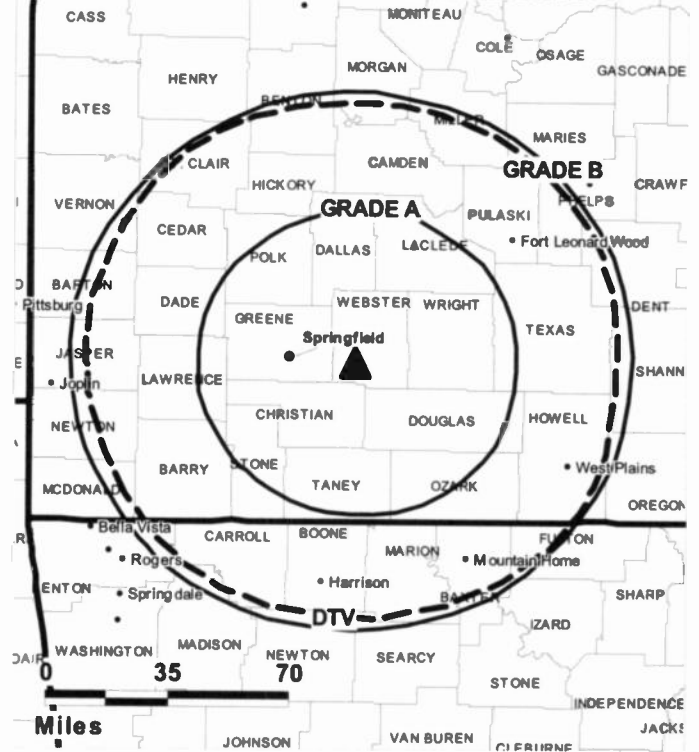 CASS
MONITEAU
COLE
OSAGE
MORGAN
GASCONADE
HENRY
BENTON
BATES
MILLER
MARIES
CLAIR
CAMDEN
GRADE B
HICKORY
CRAWF
VERNON
GRADE A
PHELPS
PULASKI
CEDAR
LACLEDE
Fort Leonard Wood
DALLAS
POLK
BARTON
Pittsburg
DADE
WEBSTER
WRIGHT
DENT
GREENE
TEXAS
Springfield
JASPER
SHANN
Joplin
LAWRENCE
CHRISTIAN
DOUGLAS
HOWELL
NEWTON
BARRY
STONE
West Plains
TANEY
OZARK
MCDONALD
OREGON
Bella Vista
CARROLL
BOONE
FULTON
MARION
Rogers
Mountain Home
Harrison
ENTON
Springdale
BAXTER
SHARP
DTV
IZARD
WASHINGTON
MADISON
NEWTON
SEARCY
0 35 70
STONE
INDEPENDENCE
Miles
JACKS
VAN BUREN
JOHNSON
CLEBURNE